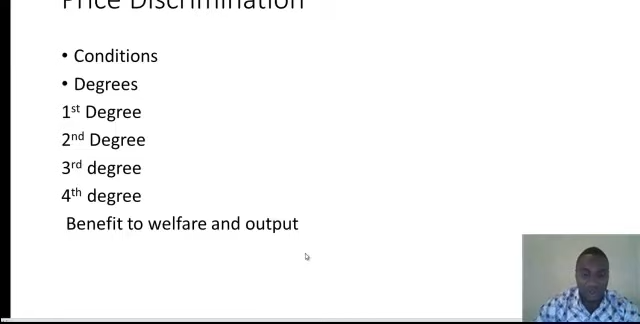 Price Discrimination
• Conditions
• Degrees
1st Degree
2nd Degree
3rd degree
4th degree
Benefit to welfare and output